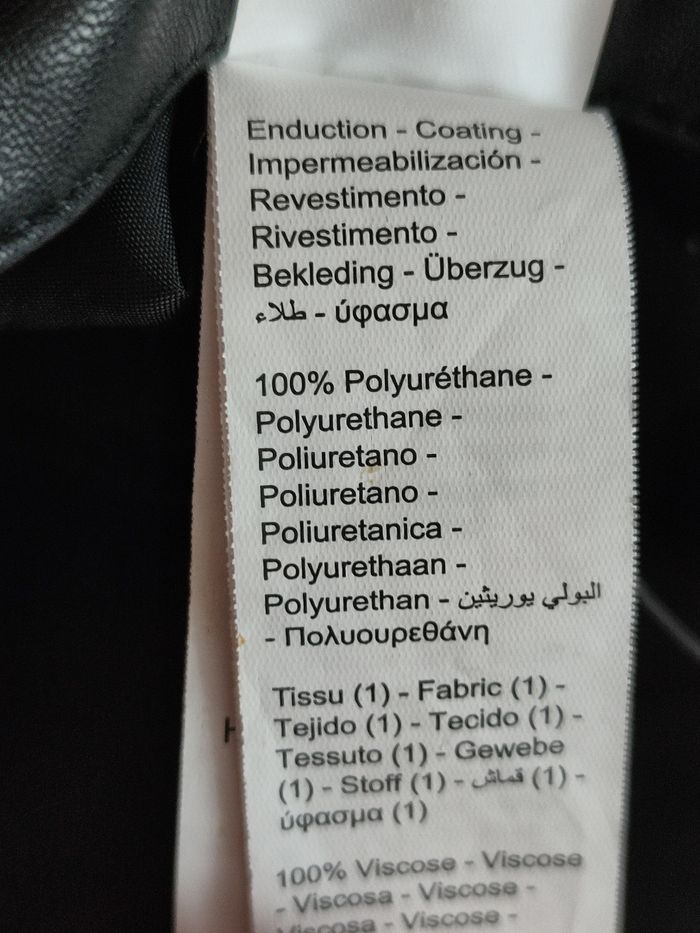 Enduction - Coating -
Impermeabilización -
Revestimento -
Rivestimento -
Bekleding - Überzug -
طلاء - ύφασμα
100% Polyuréthane -
Polyurethane -
Poliuretano -
Poliuretano -
Poliuretanica -
Polyurethaan -
Polyurethan - البولي يوريثين
- Πολυουρεθάνη
Tissu (1) - Fabric (1) -
Tejido (1) - Tecido (1) -
Tessuto (1) - Gewebe
(1) - Stoff (1) - قماش (1) -
ύφασμα (1)
100% Viscose - Viscose
- Viscosa - Viscose -
Viscosa - Viscose -